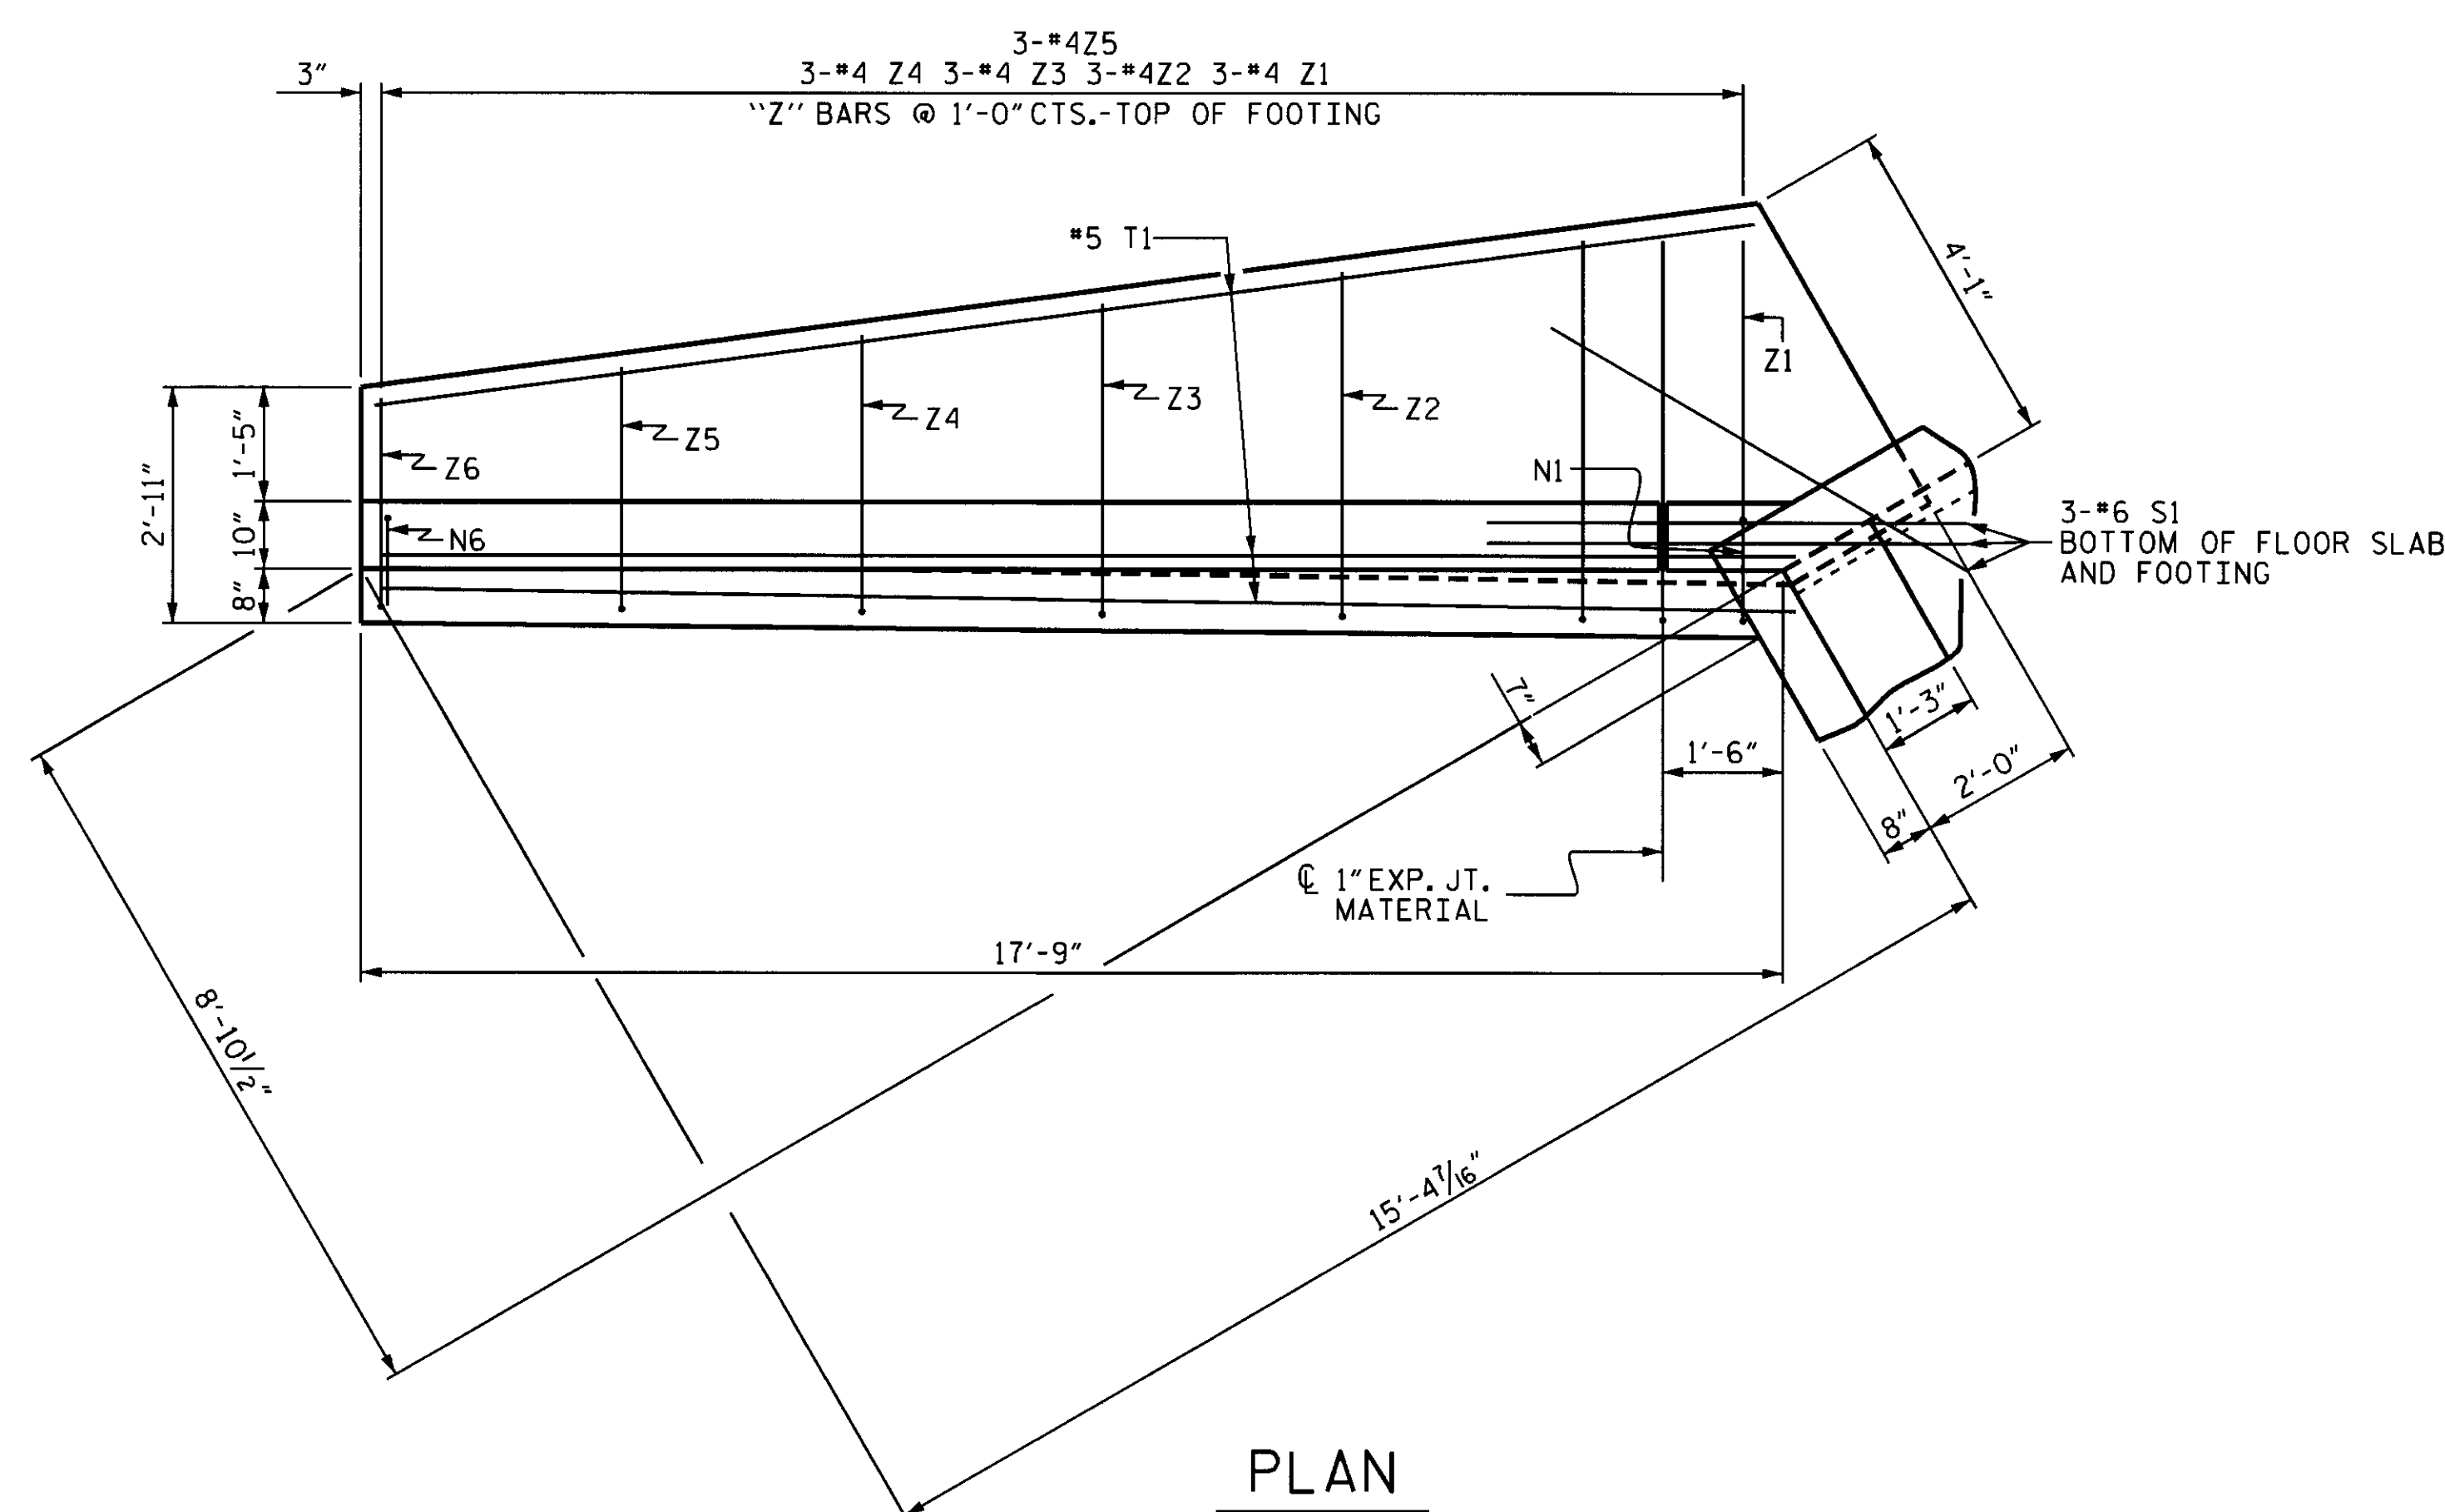 3-#4Z5
3" 3-#4 Z4 3-#4 Z3 3-#4Z2 3-#4 Z1
"Z" BARS @ 1'-0" CTS.-TOP OF FOOTING
#5 T1
4'-1"
Z1
Z3
Z2
Z4
Z5
Z6
1'-5"
2'-11"
10"
8"
N6
N1
3-#6 S1
BOTTOM OF FLOOR SLAB
AND FOOTING
7"
1'-3"
1'-6"
2'-0"
8"
℄ 1" EXP. JT.
MATERIAL
17'-9"
8'-10 1/2"
15'-4 7/16"
PLAN